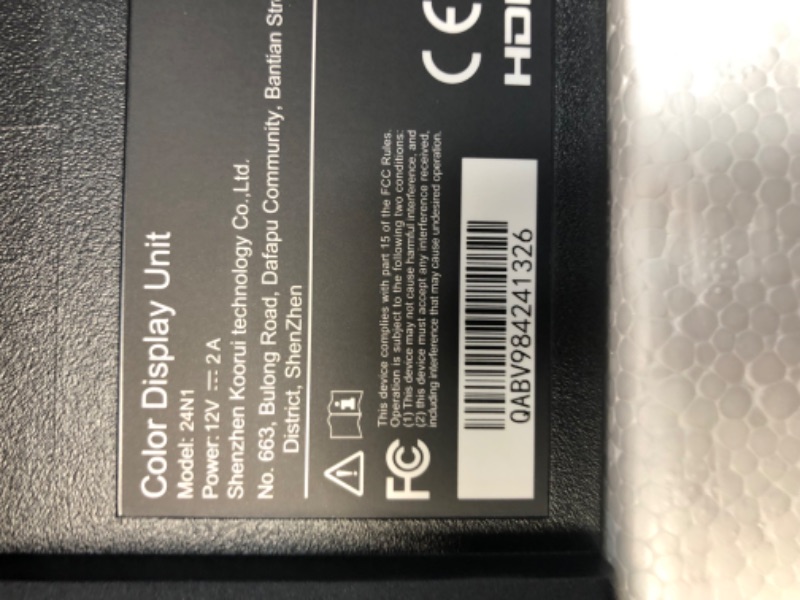 Color Display Unit
Model: 24N1
Power: 12V ⎓ 2 A
Shenzhen Koorui technology Co.,Ltd.
No. 663, Bulong Road, Dafapu Community, Bantian
District, ShenZhen
FC
This device complies with part 15 of the FCC Rules.
Operation is subject to the following two conditions:
(1) This device may not cause harmful interference, and
(2) this device must accept any interference received,
including interference that may cause undesired operation.
CE
QABV984241326